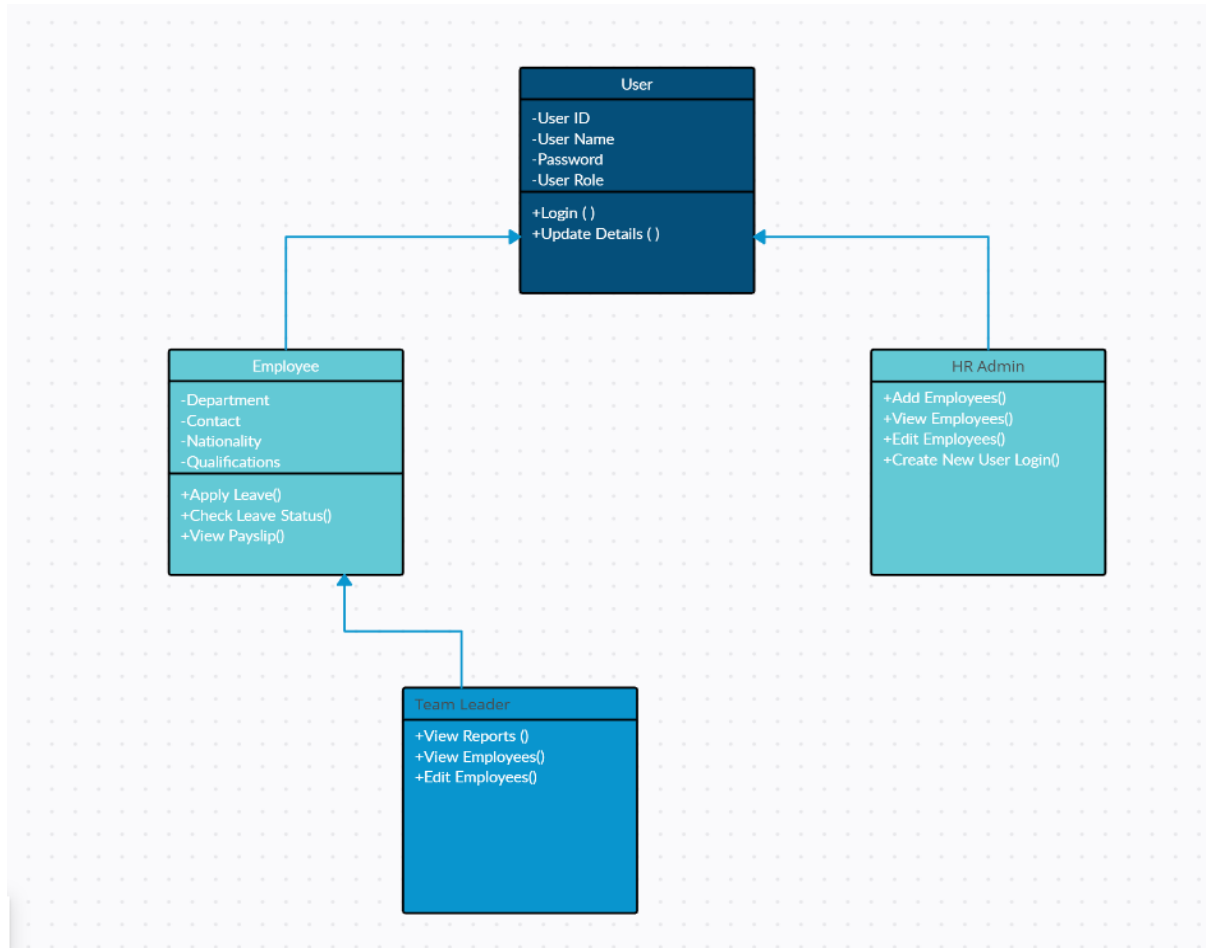 User
-User ID
-User Name
-Password
-User Role
+Login ( )
+Update Details ( )
Employee
-Department
-Contact
-Nationality
-Qualifications
+Apply Leave()
+Check Leave Status()
+View Payslip()
HR Admin
+Add Employees()
+View Employees()
+Edit Employees()
+Create New User Login()
Team Leader
+View Reports ()
+View Employees()
+Edit Employees()